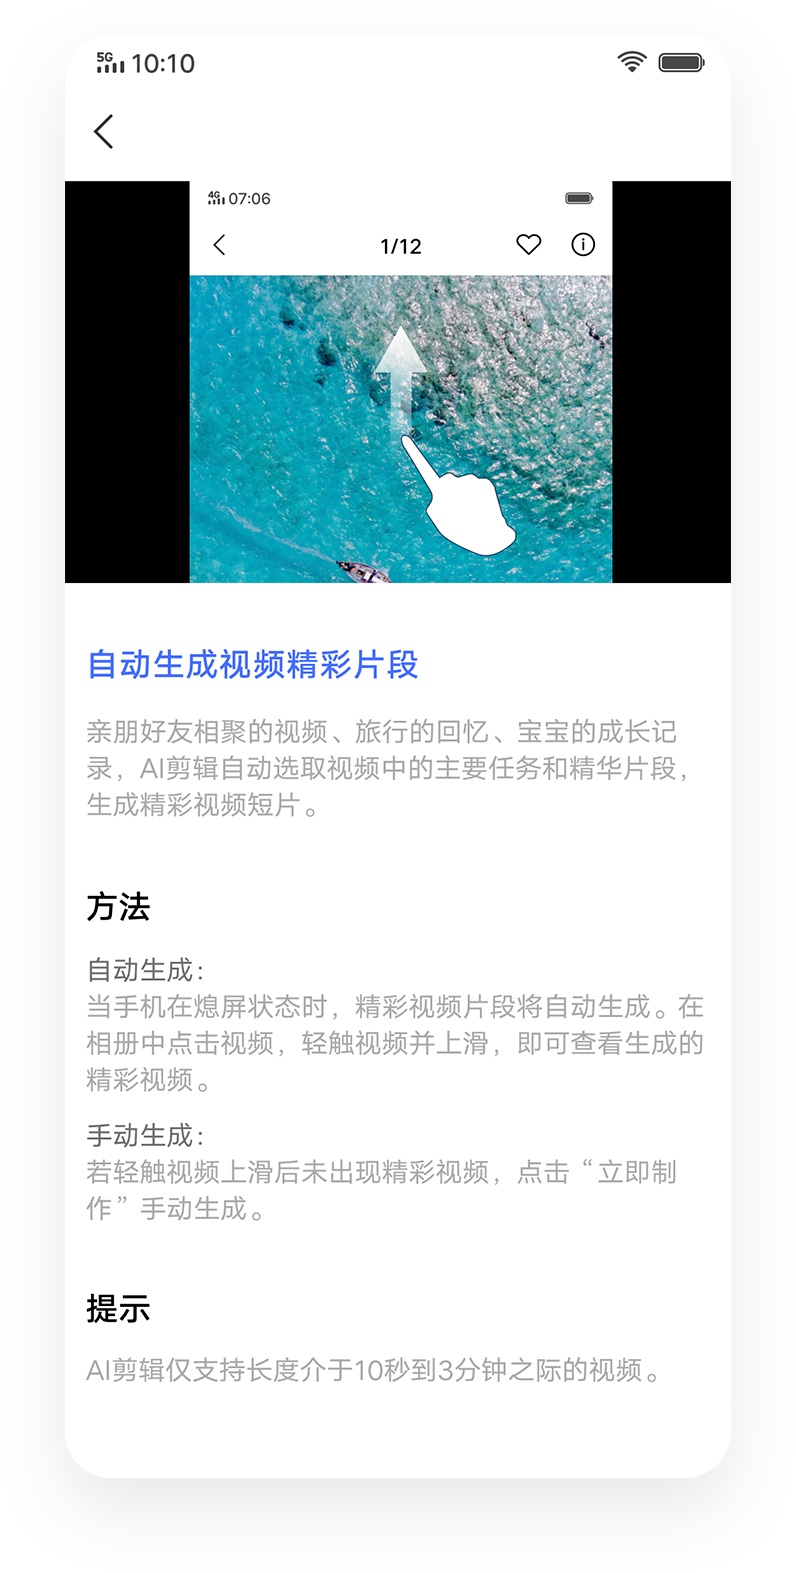 5G 10:10
4G 07:06
1/12
自动生成视频精彩片段
亲朋好友相聚的视频、旅行的回忆、宝宝的成长记
录，AI剪辑自动选取视频中的主要任务和精华片段，
生成精彩视频短片。
方法
自动生成：
当手机在熄屏状态时，精彩视频片段将自动生成。在
相册中点击视频，轻触视频并上滑，即可查看生成的
精彩视频。
手动生成：
若轻触视频上滑后未出现精彩视频，点击“立即制
作”手动生成。
提示
AI剪辑仅支持长度介于10秒到3分钟之际的视频。